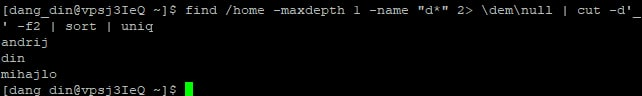 [dang_din@vpsj3IeQ ~]$ find /home -maxdepth 1 -name "d*" 2> \dem\null | cut -d'_
' -f2 | sort | uniq
andrij
din
mihajlo
[dang_din@vpsj3IeQ ~]$